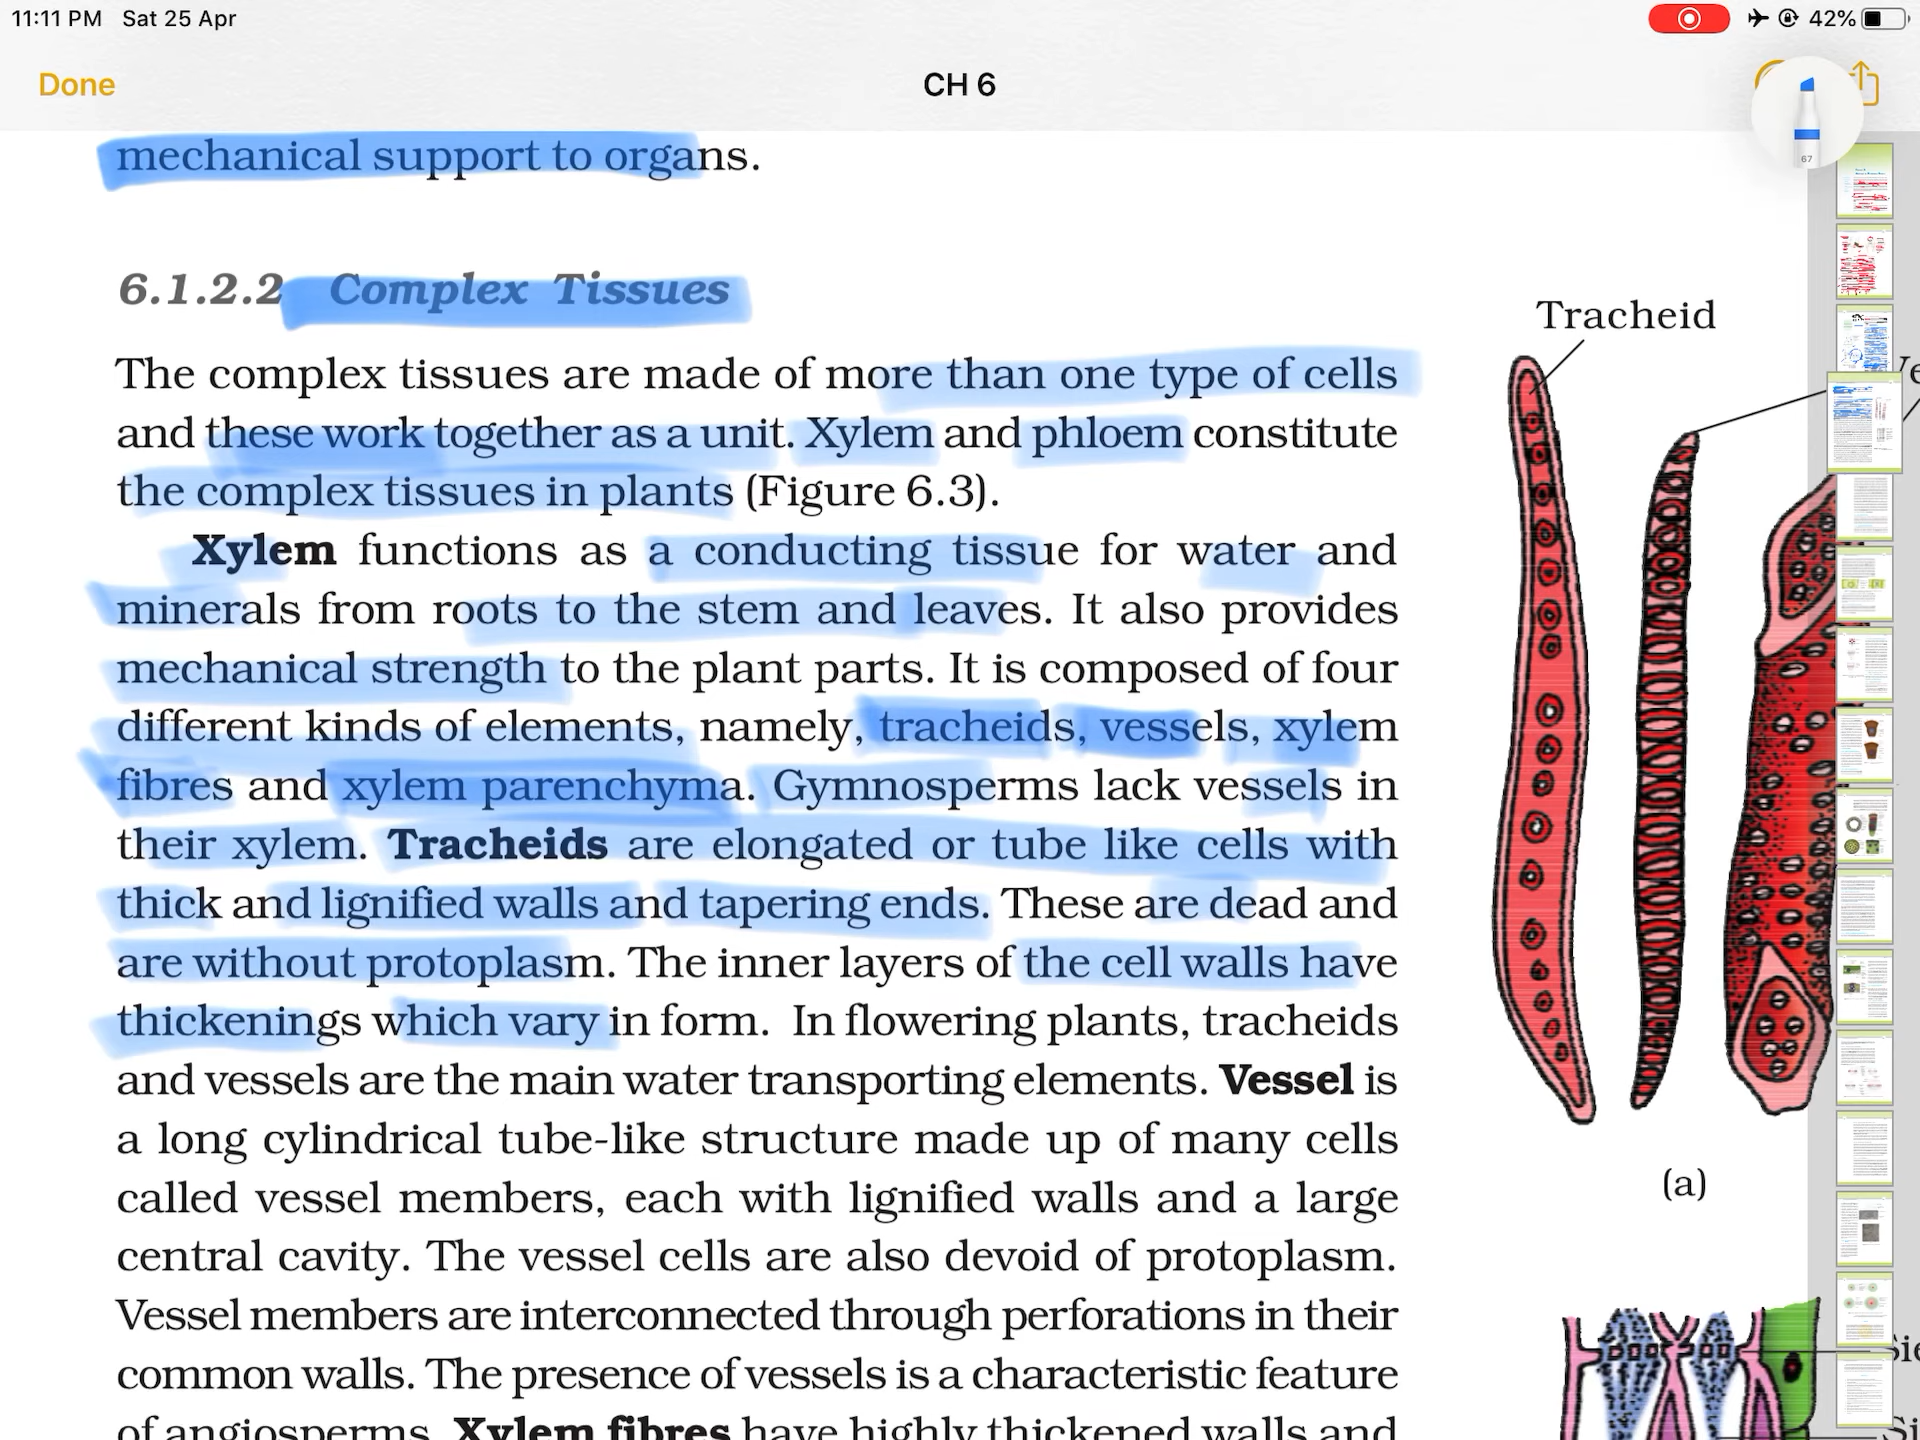 11:11 PM Sat 25 Apr
42%
Done
CH 6
67
mechanical support to organs.
6.1.2.2 Complex Tissues
The complex tissues are made of more than one type of cells
and these work together as a unit. Xylem and phloem constitute
the complex tissues in plants (Figure 6.3).
Xylem functions as a conducting tissue for water and
minerals from roots to the stem and leaves. It also provides
mechanical strength to the plant parts. It is composed of four
different kinds of elements, namely, tracheids, vessels, xylem
fibres and xylem parenchyma. Gymnosperms lack vessels in
their xylem. Tracheids are elongated or tube like cells with
thick and lignified walls and tapering ends. These are dead and
are without protoplasm. The inner layers of the cell walls have
thickenings which vary in form. In flowering plants, tracheids
and vessels are the main water transporting elements. Vessel is
a long cylindrical tube-like structure made up of many cells
called vessel members, each with lignified walls and a large
central cavity. The vessel cells are also devoid of protoplasm.
Vessel members are interconnected through perforations in their
common walls. The presence of vessels is a characteristic feature
of angiosperms. Xylem fibres have highly thickened walls and
Tracheid
(a)